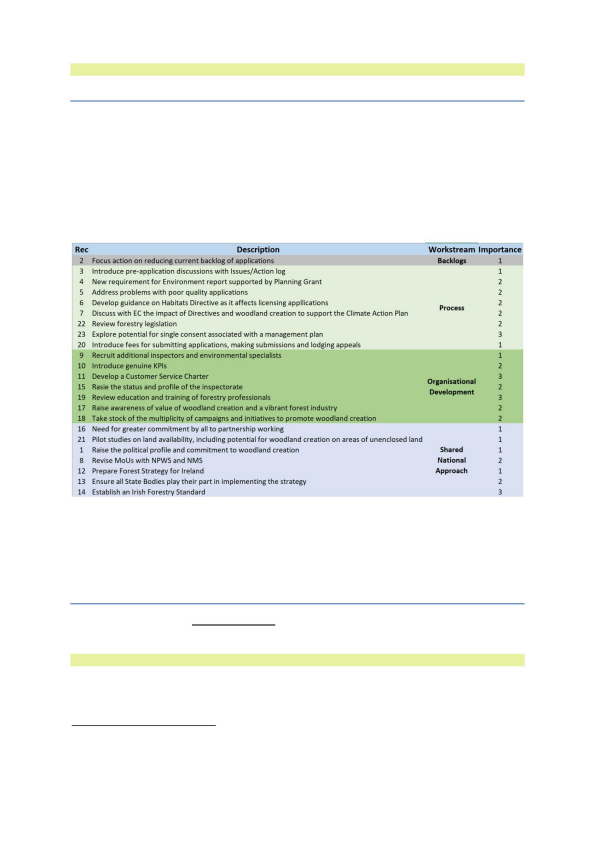 Rec Description Workstream Importance
2 Focus action on reducing current backlog of applications Backlogs 1
3 Introduce pre-application discussions with Issues/Action log 1
4 New requirement for Environment report supported by Planning Grant 2
5 Address problems with poor quality applications 2
6 Develop guidance on Habitats Directive as it affects licensing appllications 2
7 Discuss with EC the impact of Directives and woodland creation to support the Climate Action Plan Process 2
22 Review forestry legislation 2
23 Explore potential for single consent associated with a management plan 3
20 Introduce fees for submitting applications, making submissions and lodging appeals 1
9 Recruit additional inspectors and environmental specialists 1
10 Introduce genuine KPIs 2
11 Develop a Customer Service Charter 3
15 Rasie the status and profile of the inspectorate Organisational Development 2
19 Review education and training of forestry professionals 3
17 Raise awareness of value of woodland creation and a vibrant forest industry 2
18 Take stock of the multiplicity of campaigns and initiatives to promote woodland creation 2
16 Need for greater commitment by all to partnership working 1
21 Pilot studies on land availability, including potential for woodland creation on areas of unenclosed land 1
1 Raise the political profile and commitment to woodland creation Shared 1
8 Revise MoUs with NPWS and NMS National 2
12 Prepare Forest Strategy for Ireland Approach 1
13 Ensure all State Bodies play their part in implementing the strategy 2
14 Establish an Irish Forestry Standard 3